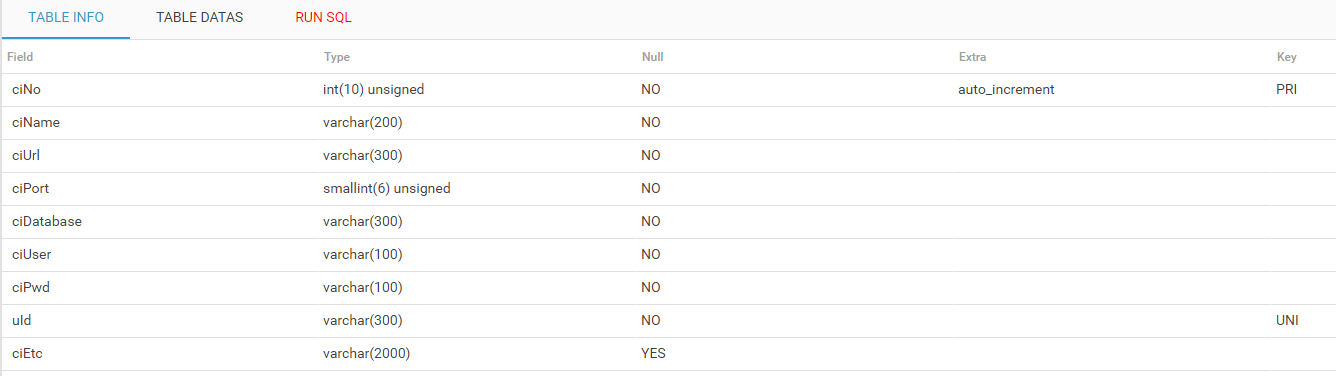 TABLE INFO TABLE DATAS RUN SQL
Field Type Null Extra Key
ciNo int(10) unsigned NO auto_increment PRI
ciName varchar(200) NO
ciUrl varchar(300) NO
ciPort smallint(6) unsigned NO
ciDatabase varchar(300) NO
ciUser varchar(100) NO
ciPwd varchar(100) NO
uId varchar(300) NO UNI
ciEtc varchar(2000) YES